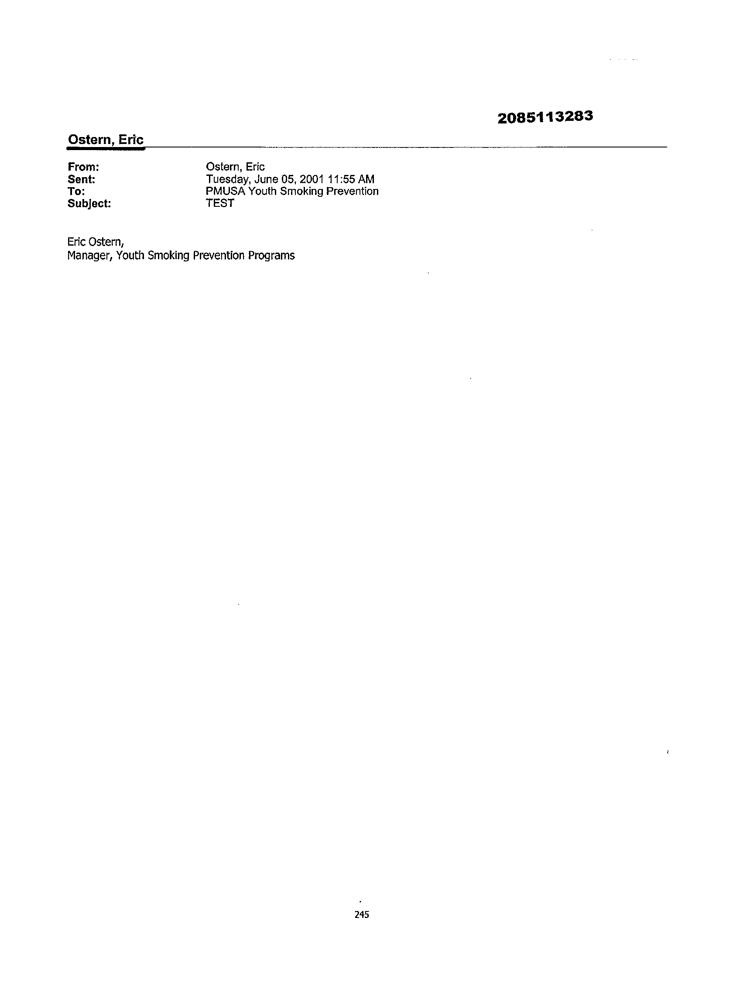 2085113283
Ostern, Eric
From: Ostern, Eric
Sent: Tuesday, June 05, 2001 11:55 AM
To: PMUSA Youth Smoking Prevention
Subject: TEST
Eric Ostern,
Manager, Youth Smoking Prevention Programs
245